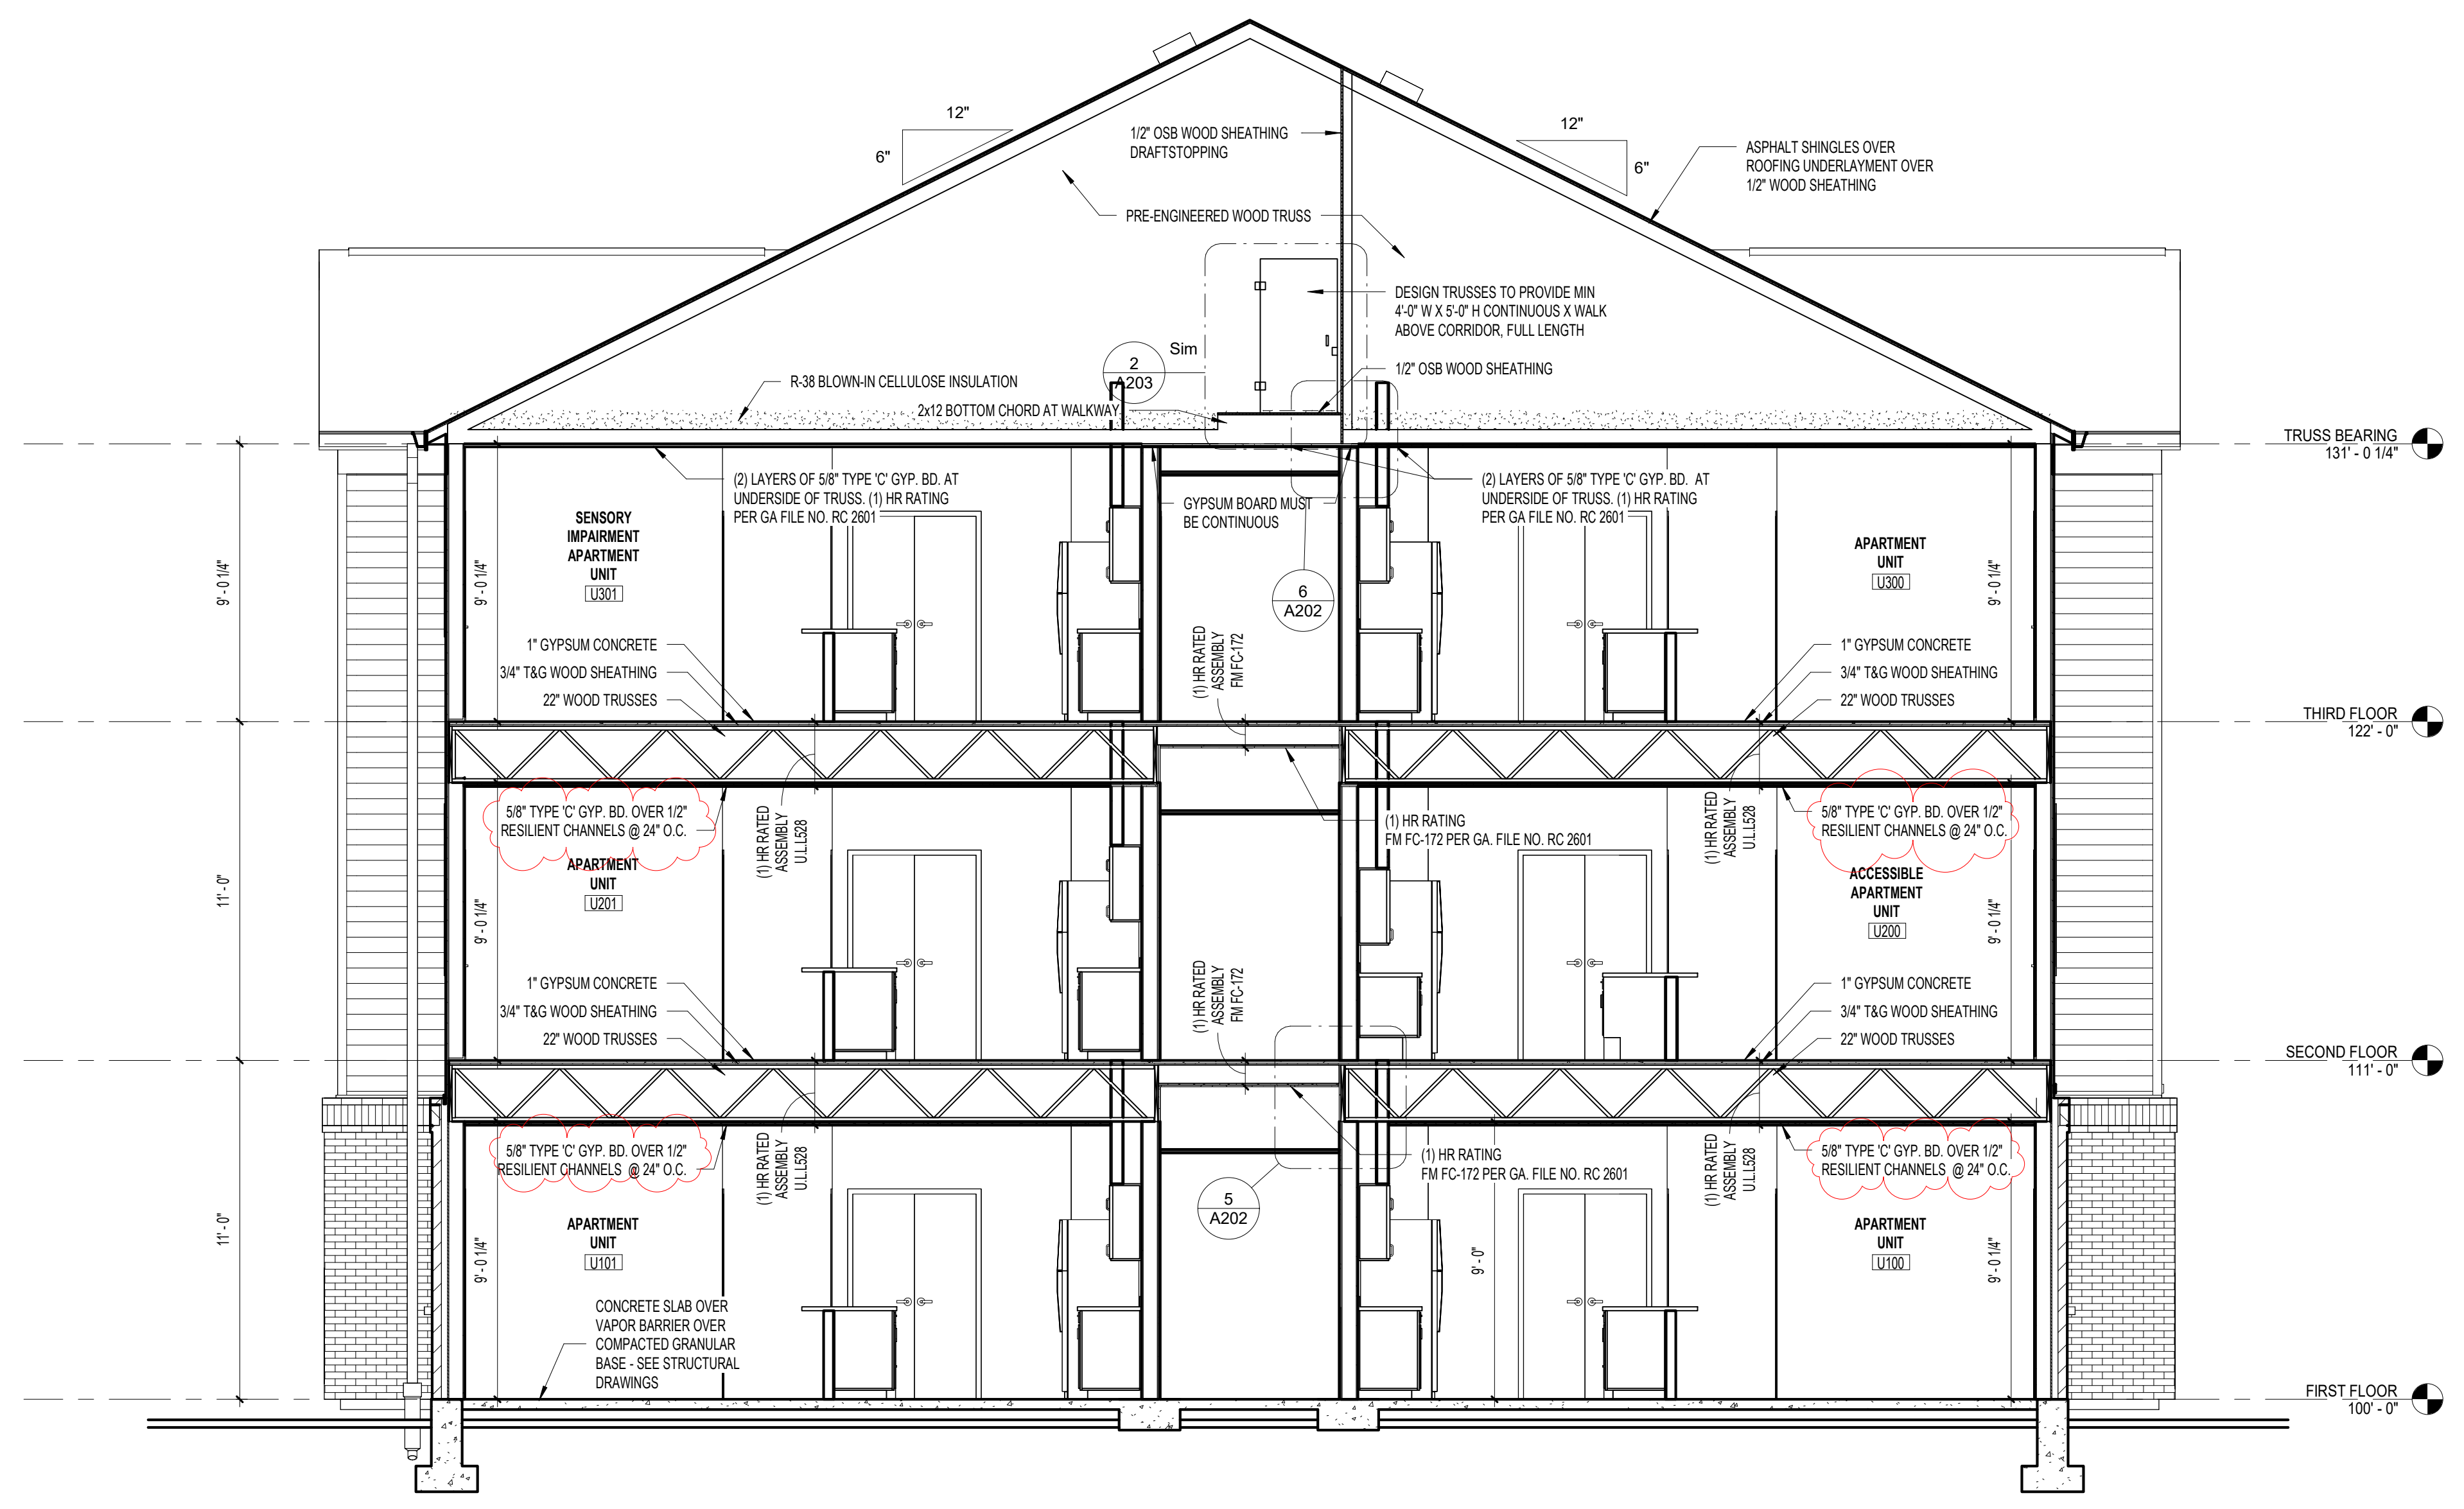 12"
6"
12"
6"
1/2" OSB WOOD SHEATHING
DRAFTSTOPPING
ASPHALT SHINGLES OVER
ROOFING UNDERLAYMENT OVER
1/2" WOOD SHEATHING
PRE-ENGINEERED WOOD TRUSS
DESIGN TRUSSES TO PROVIDE MIN
4'-0" W X 5'-0" H CONTINUOUS X WALK
ABOVE CORRIDOR, FULL LENGTH
Sim
2
A203
1/2" OSB WOOD SHEATHING
R-38 BLOWN-IN CELLULOSE INSULATION
2x12 BOTTOM CHORD AT WALKWAY
TRUSS BEARING
131' - 0 1/4"
(2) LAYERS OF 5/8" TYPE 'C' GYP. BD. AT
UNDERSIDE OF TRUSS. (1) HR RATING
PER GA FILE NO. RC 2601
GYPSUM BOARD MUST
BE CONTINUOUS
(2) LAYERS OF 5/8" TYPE 'C' GYP. BD. AT
UNDERSIDE OF TRUSS. (1) HR RATING
PER GA FILE NO. RC 2601
SENSORY
IMPAIRMENT
APARTMENT
UNIT
U301
APARTMENT
UNIT
U300
9' - 0 1/4"
9' - 0 1/4"
9' - 0 1/4"
6
A202
1" GYPSUM CONCRETE
3/4" T&G WOOD SHEATHING
22" WOOD TRUSSES
(1) HR RATED
ASSEMBLY
FM FC-172
1" GYPSUM CONCRETE
3/4" T&G WOOD SHEATHING
22" WOOD TRUSSES
THIRD FLOOR
122' - 0"
5/8" TYPE 'C' GYP. BD. OVER 1/2"
RESILIENT CHANNELS @ 24" O.C.
(1) HR RATED
ASSEMBLY
U.L.L528
(1) HR RATING
FM FC-172 PER GA. FILE NO. RC 2601
(1) HR RATED
ASSEMBLY
U.L.L528
5/8" TYPE 'C' GYP. BD. OVER 1/2"
RESILIENT CHANNELS @ 24" O.C.
APARTMENT
UNIT
U201
ACCESSIBLE
APARTMENT
UNIT
U200
11' - 0"
9' - 0 1/4"
9' - 0 1/4"
1" GYPSUM CONCRETE
3/4" T&G WOOD SHEATHING
22" WOOD TRUSSES
(1) HR RATED
ASSEMBLY
FM FC-172
1" GYPSUM CONCRETE
3/4" T&G WOOD SHEATHING
22" WOOD TRUSSES
SECOND FLOOR
111' - 0"
5/8" TYPE 'C' GYP. BD. OVER 1/2"
RESILIENT CHANNELS @ 24" O.C.
(1) HR RATED
ASSEMBLY
U.L.L528
(1) HR RATING
FM FC-172 PER GA. FILE NO. RC 2601
(1) HR RATED
ASSEMBLY
U.L.L528
5/8" TYPE 'C' GYP. BD. OVER 1/2"
RESILIENT CHANNELS @ 24" O.C.
5
A202
APARTMENT
UNIT
U101
APARTMENT
UNIT
U100
11' - 0"
9' - 0 1/4"
9' - 0"
9' - 0 1/4"
CONCRETE SLAB OVER
VAPOR BARRIER OVER
COMPACTED GRANULAR
BASE - SEE STRUCTURAL
DRAWINGS
FIRST FLOOR
100' - 0"